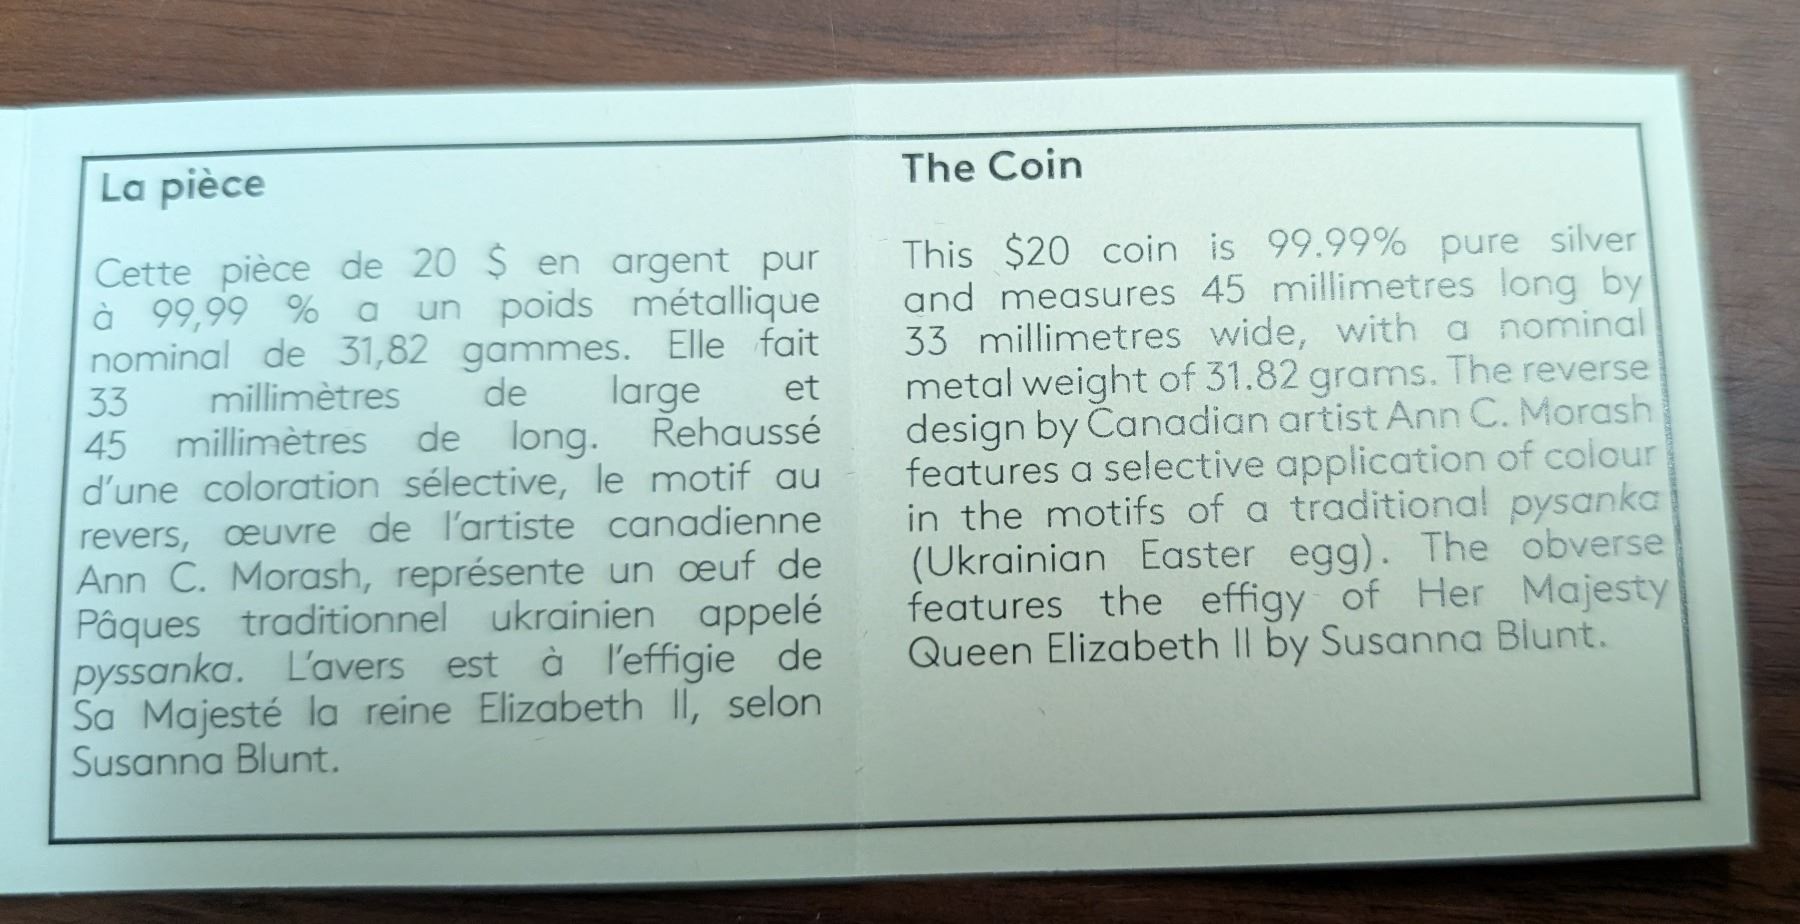 La pièce
Cette pièce de 20 $ en argent pur
à 99,99 % a un poids métallique
nominal de 31,82 gammes. Elle fait
33 millimètres de large et
45 millimètres de long. Rehaussé
d'une coloration sélective, le motif au
revers, œuvre de l'artiste canadienne
Ann C. Morash, représente un œuf de
Pâques traditionnel ukrainien appelé
pyssanka. L'avers est à l'effigie de
Sa Majesté la reine Elizabeth II, selon
Susanna Blunt.
The Coin
This $20 coin is 99.99% pure silver
and measures 45 millimetres long by
33 millimetres wide, with a nominal
metal weight of 31.82 grams. The reverse
design by Canadian artist Ann C. Morash
features a selective application of colour
in the motifs of a traditional pysanka
(Ukrainian Easter egg). The obverse
features the effigy of Her Majesty
Queen Elizabeth II by Susanna Blunt.